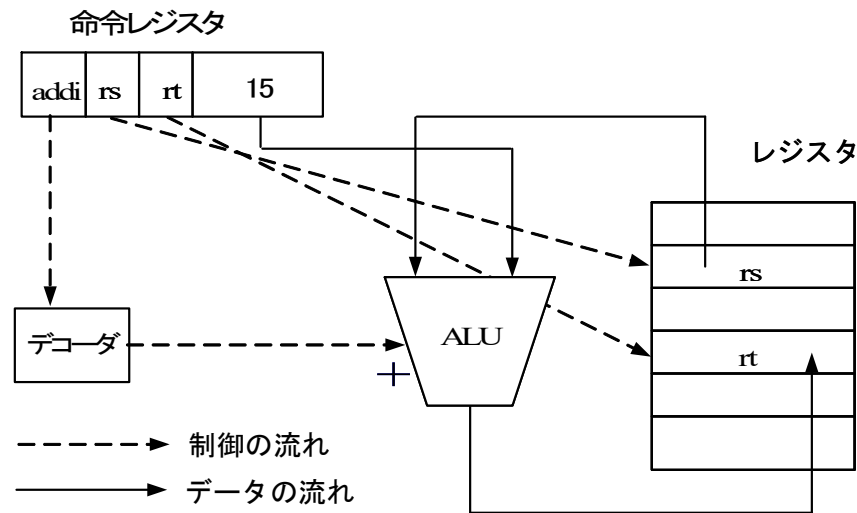 命令レジスタ
addi rs rt 15
レジスタ
rs
デコーダ
ALU
rt
+
制御の流れ
データの流れ